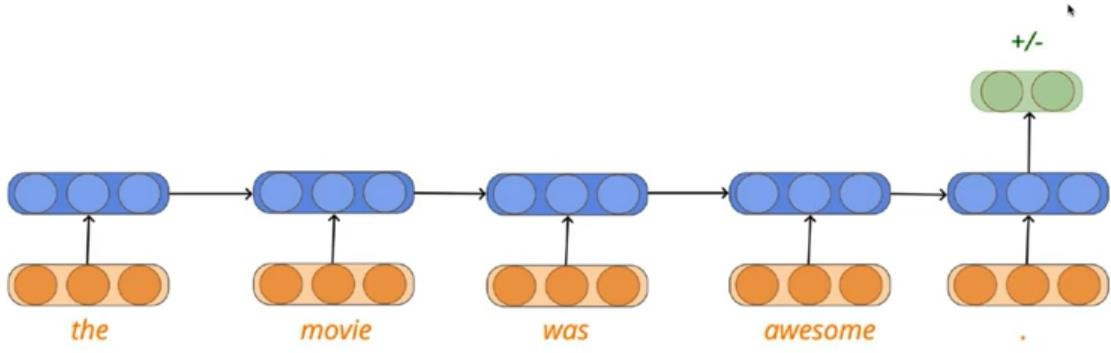 +/-
the movie was awesome .